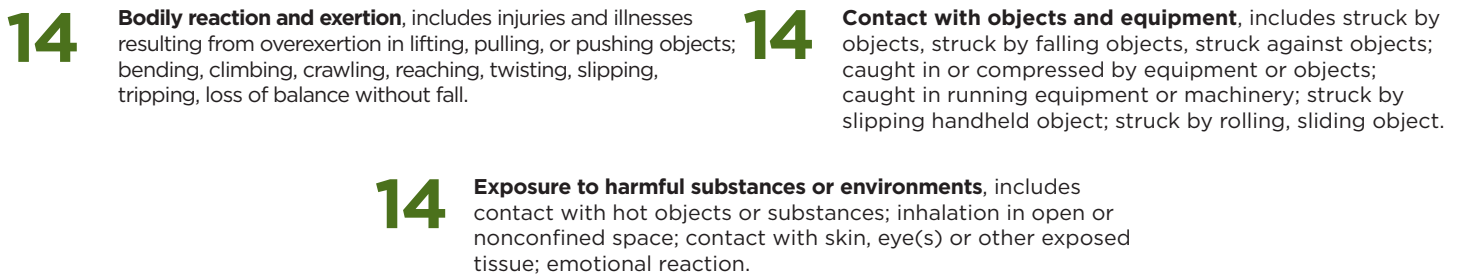 14
Bodily reaction and exertion, includes injuries and illnesses
resulting from overexertion in lifting, pulling, or pushing objects;
bending, climbing, crawling, reaching, twisting, slipping,
tripping, loss of balance without fall.
14
Contact with objects and equipment, includes struck by
objects, struck by falling objects, struck against objects;
caught in or compressed by equipment or objects;
caught in running equipment or machinery; struck by
slipping handheld object; struck by rolling, sliding object.
14
Exposure to harmful substances or environments, includes
contact with hot objects or substances; inhalation in open or
nonconfined space; contact with skin, eye(s) or other exposed
tissue; emotional reaction.